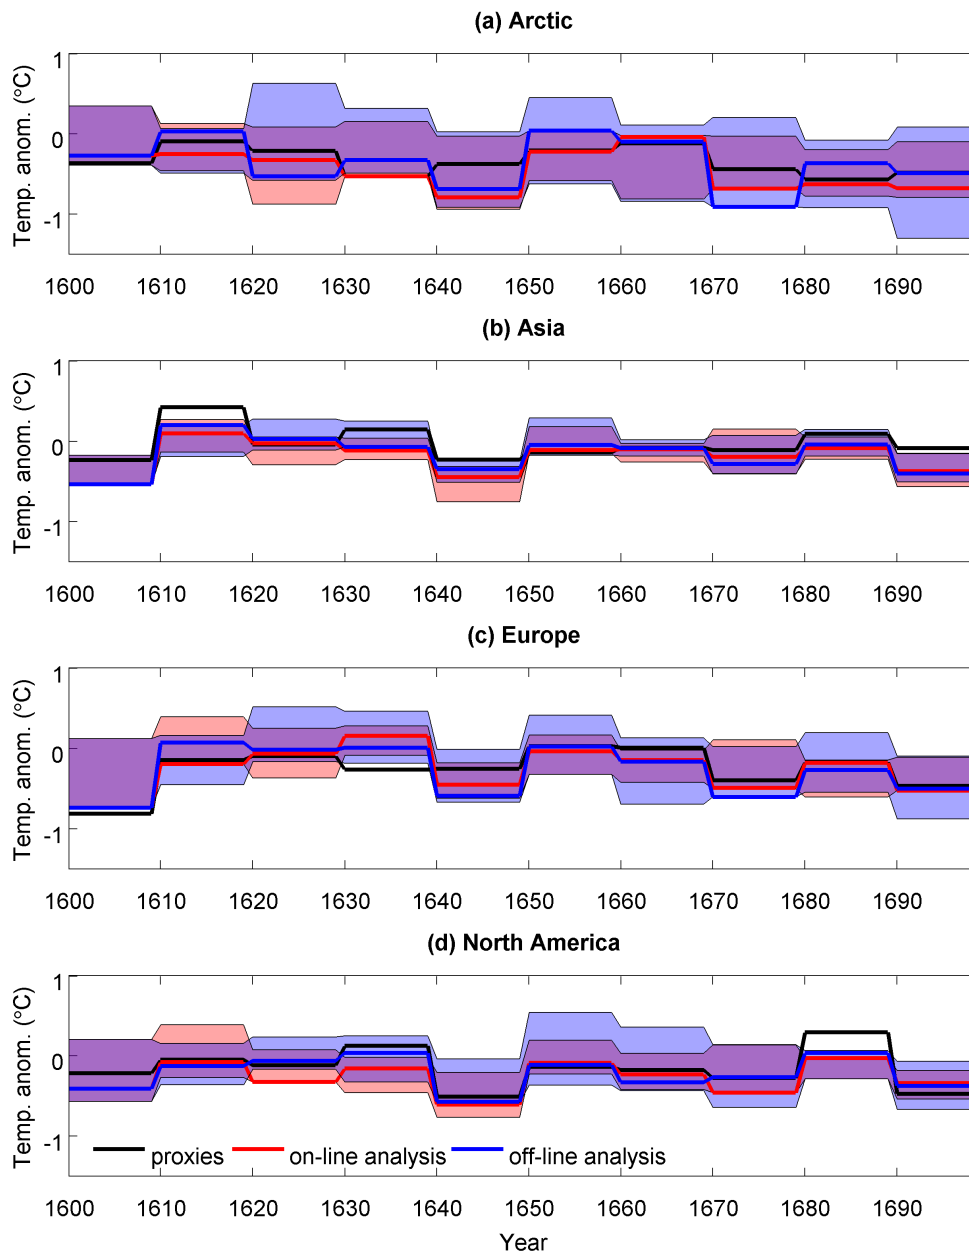 (a) Arctic
Temp. anom. (°C)
1
0
-1
1600 1610 1620 1630 1640 1650 1660 1670 1680 1690
(b) Asia
Temp. anom. (°C)
1
0
-1
1600 1610 1620 1630 1640 1650 1660 1670 1680 1690
(c) Europe
Temp. anom. (°C)
1
0
-1
1600 1610 1620 1630 1640 1650 1660 1670 1680 1690
(d) North America
Temp. anom. (°C)
1
0
-1
proxies on-line analysis off-line analysis
1600 1610 1620 1630 1640 1650 1660 1670 1680 1690
Year